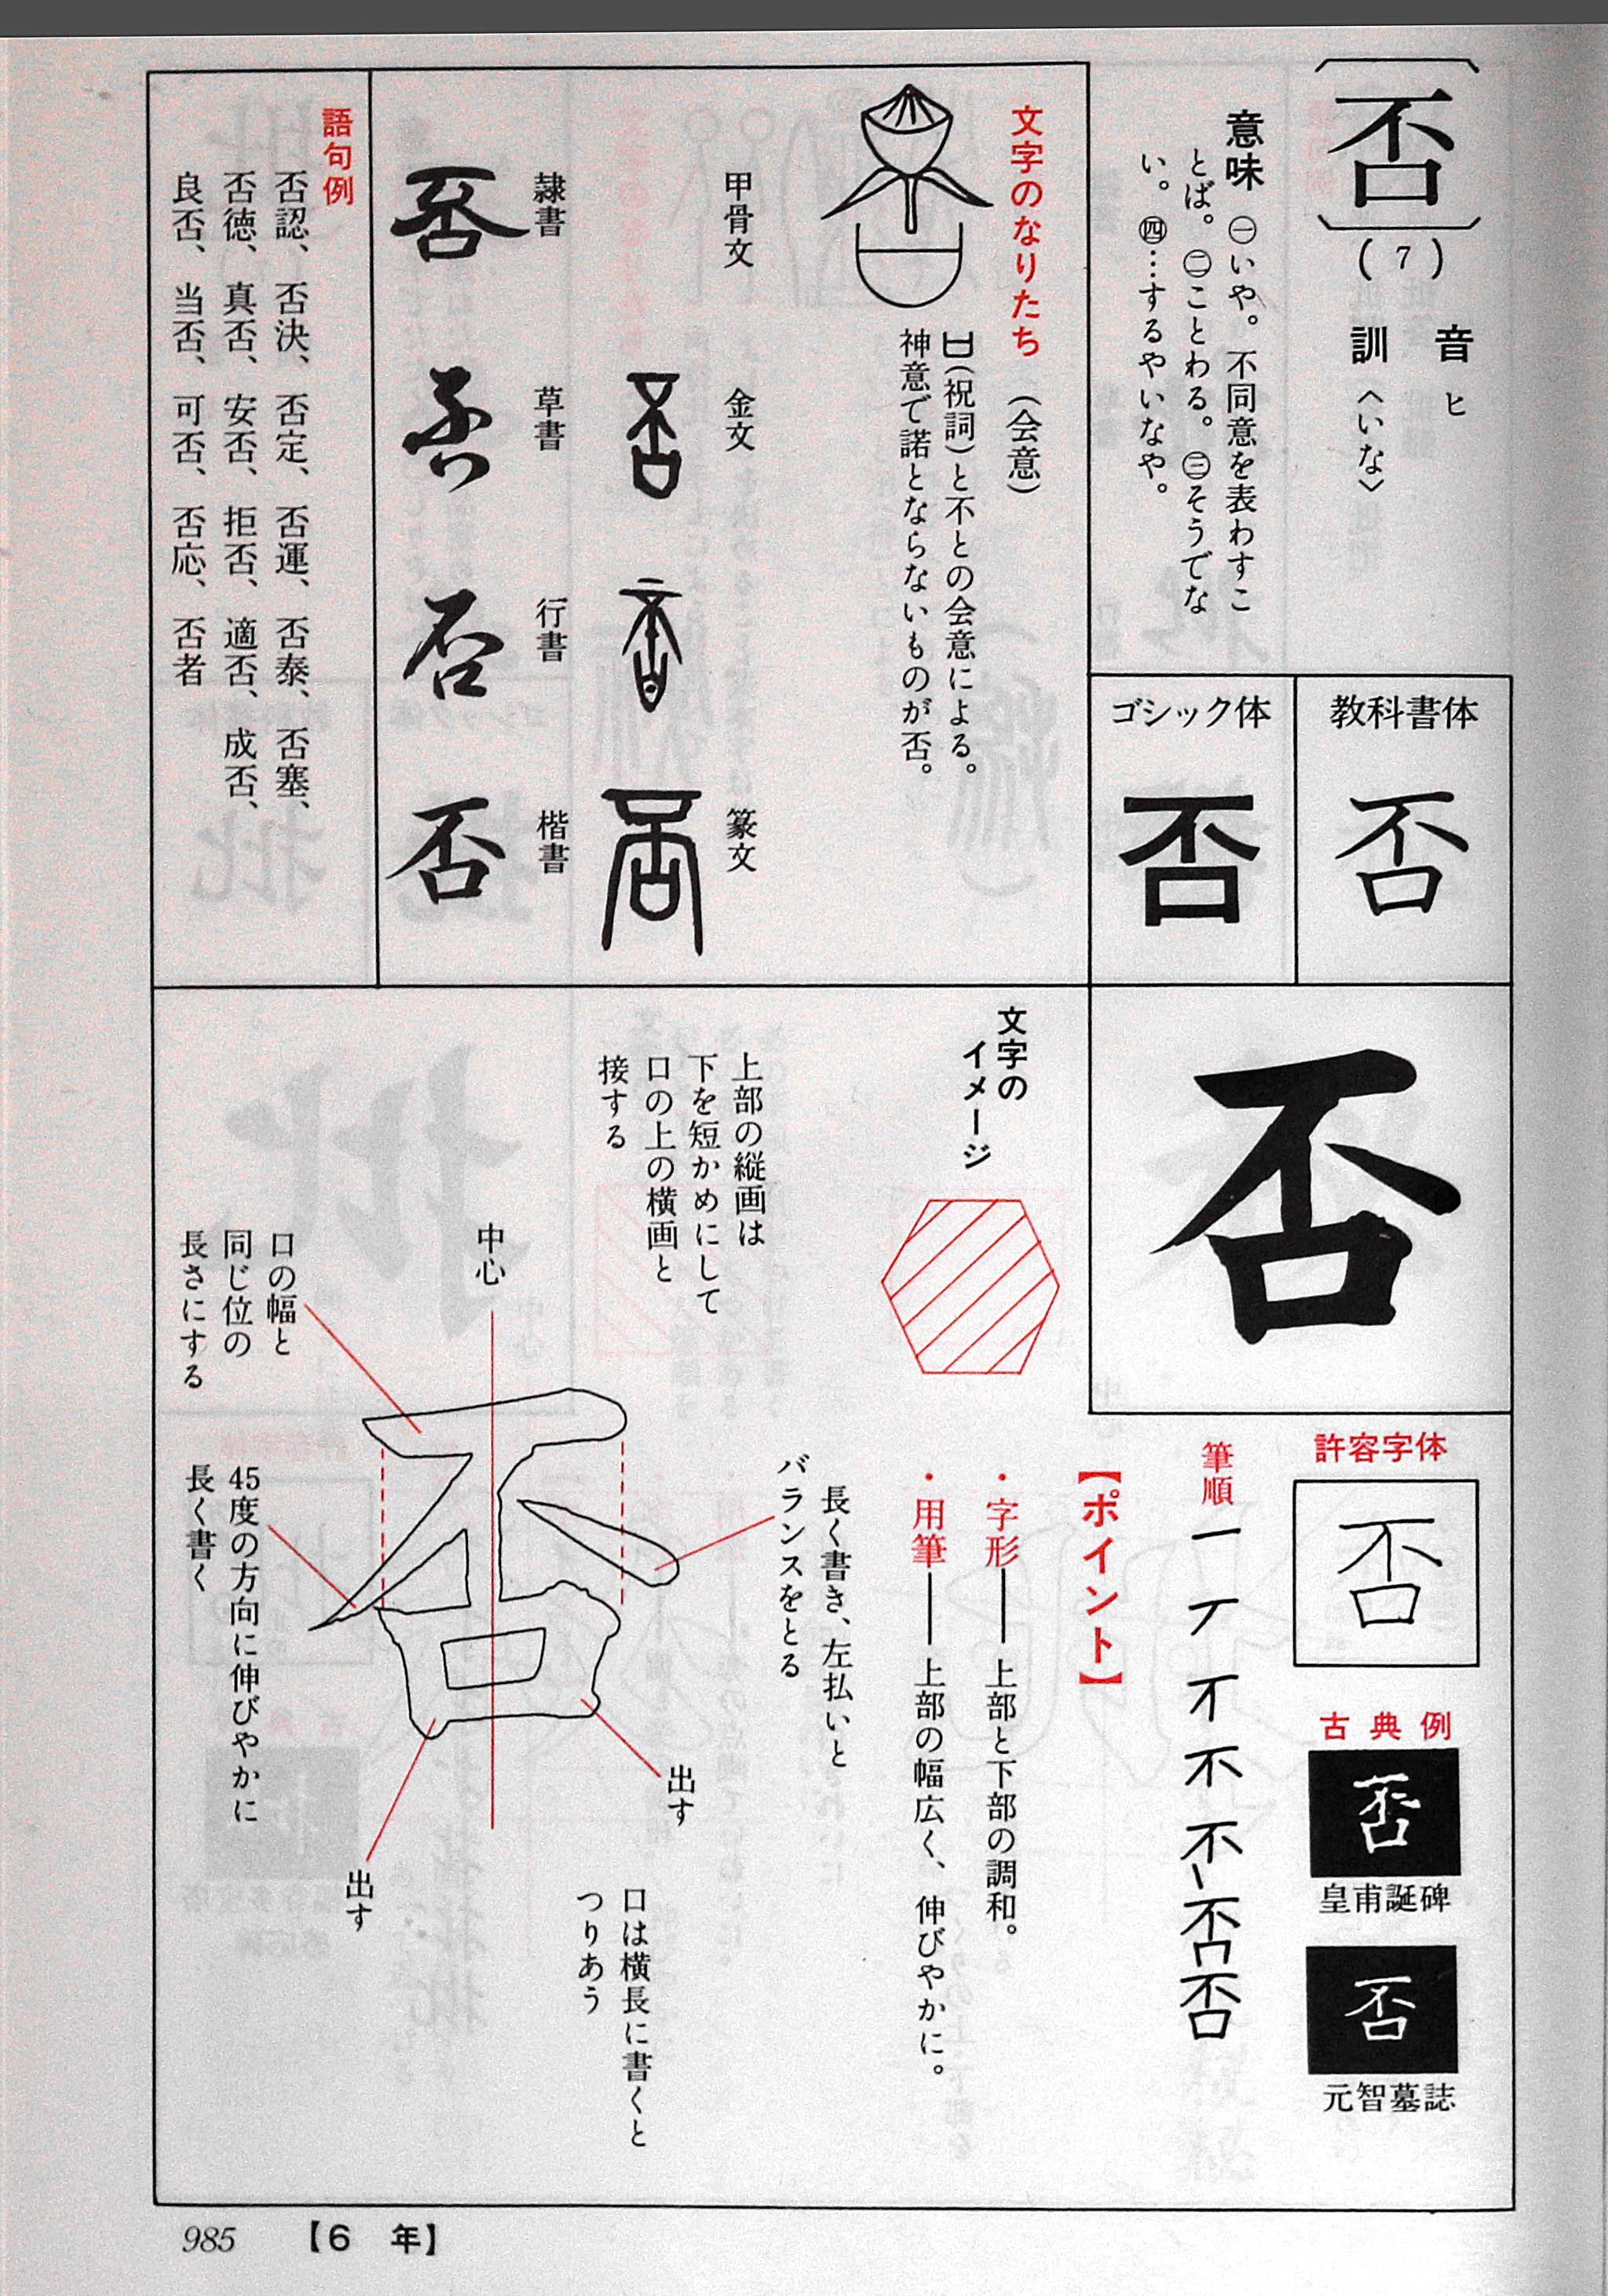 〔否〕(7)
音 ヒ
訓〈いな〉
意味 ㊀いや。不同意を表わすこ
とば。㊁ことわる。㊂そうでな
い。㊃…するやいなや。
教科書体
否
ゴシック体
否
文字のなりたち（会意）
(祝詞)と不との会意による。
神意で諾とならないものが否。
甲骨文
金文
篆文
隷書
否
草書
否
行書
否
楷書
否
語句例
否認、否決、否定、否運、否泰、否塞、
否徳、真否、安否、拒否、適否、成否、
良否、当否、可否、否応、否者
否
許容字体
否
古典例
否
皇甫誕碑
否
元智墓誌
筆順
【ポイント】
・字形――上部と下部の調和。
・用筆――上部の幅広く、伸びやかに。
文字の
イメージ
上部の縦画は
下を短かめにして
口の上の横画と
接する
長く書き、左払いと
バランスをとる
中心
口の幅と
同じ位の
長さにする
45度の方向に伸びやかに
長く書く
出す
出す
口は横長に書くと
つりあう
985 【6 年】